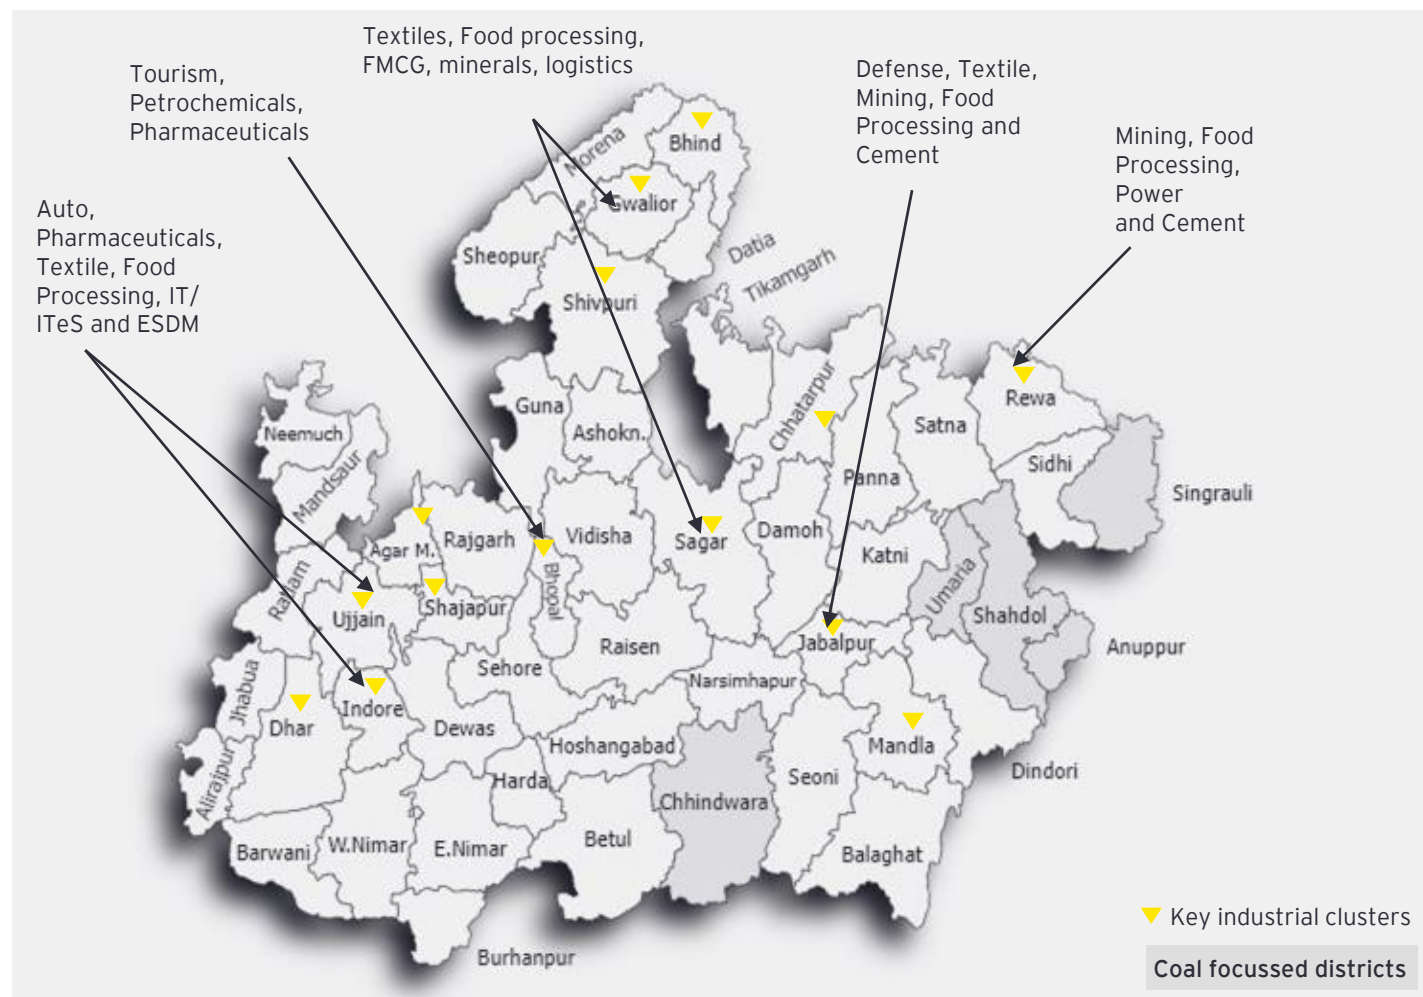 Textiles, Food processing,
FMCG, minerals, logistics
Tourism,
Petrochemicals,
Pharmaceuticals
Defense, Textile,
Mining, Food
Processing and
Cement
Mining, Food
Processing,
Power
and Cement
Auto,
Pharmaceuticals,
Textile, Food
Processing, IT/
ITeS and ESDM
Morena
Bhind
Gwalior
Sheopur
Datia
Tikamgarh
Shivpuri
Guna
Ashokn.
Chhatarpur
Rewa
Satna
Neemuch
Mandsaur
Panna
Sidhi
Singrauli
Agar M.
Rajgarh
Vidisha
Sagar
Damoh
Katni
Ratlam
Ujjain
Shajapur
Bhopal
Umaria
Shahdol
Raisen
Jabalpur
Anuppur
Sehore
Narsimhapur
Jhabua
Dhar
Indore
Dewas
Hoshangabad
Mandla
Seoni
Dindori
Alirajpur
Harda
Chhindwara
Barwani
W.Nimar
E.Nimar
Betul
Balaghat
Burhanpur
Key industrial clusters
Coal focussed districts